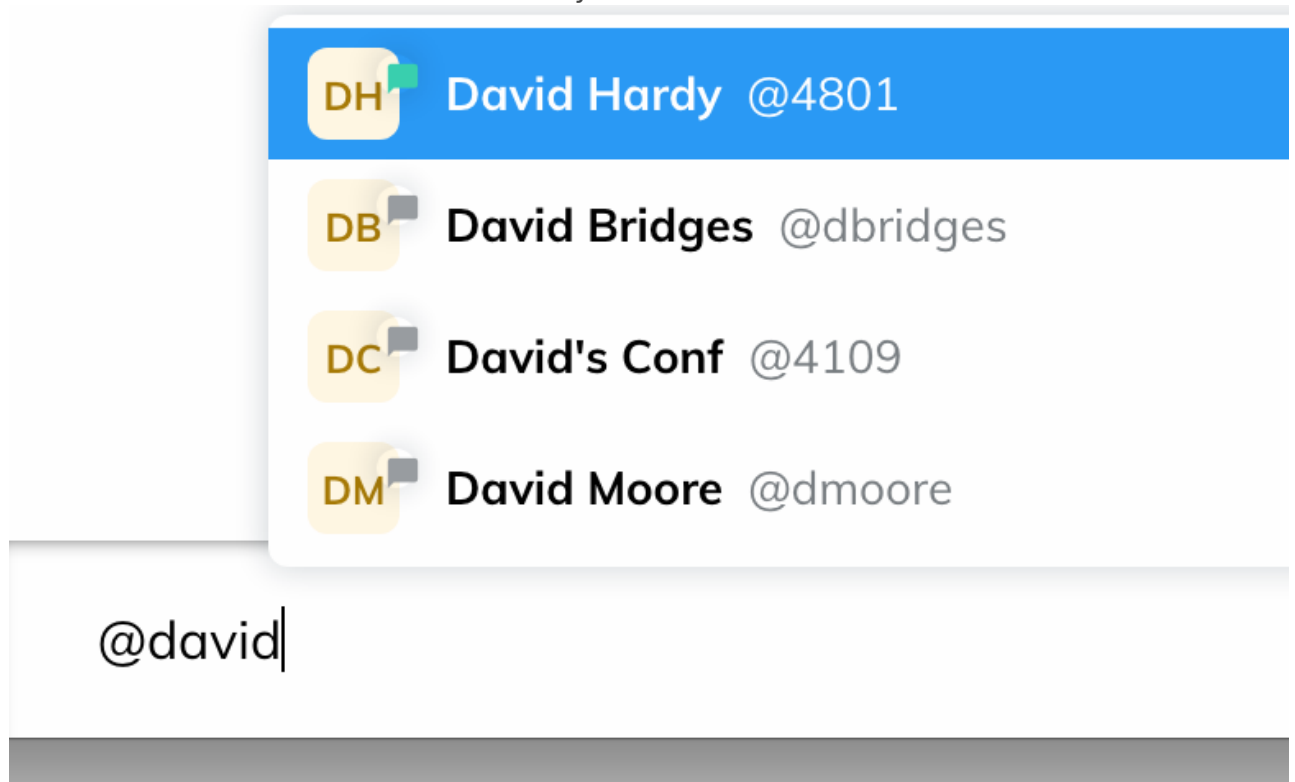 DH David Hardy @4801
DB David Bridges @dbridges
DC David's Conf @4109
DM David Moore @dmoore
@david